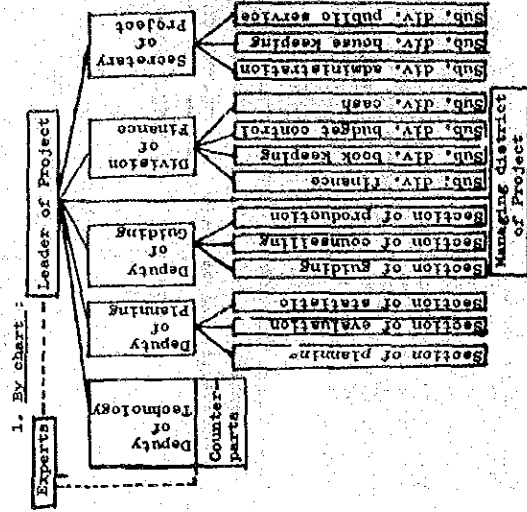 1. By chart :
Experts
Leader of Project
Deputy
of
Technology
Counter-
parts
Deputy
of
Planning
Deputy
of
Guiding
Division
of
Finance
Secretary
of
Project
Section of planning
Section of evaluation
Section of statistic
Section of guiding
Section of counselling
Section of production
Sub; div. finance
Sub, div. book keeping
Sub, div. budget control
Sub, div. cash
Sub, div. administration
Sub, div. house keeping
Sub, div. public service
Managing district
of Project